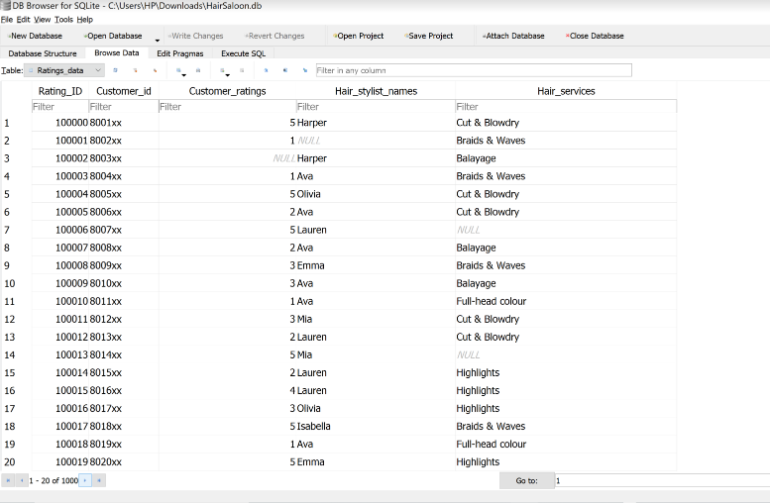 DB Browser for SQLite - C:\Users\HP\Downloads\HairSaloon.db
File Edit View Tools Help
New Database Open Database Write Changes Revert Changes Open Project Save Project Attach Database Close Database
Database Structure Browse Data Edit Pragmas Execute SQL
Table: Ratings_data Filter in any column
Rating_ID Customer_id Customer_ratings Hair_stylist_names Hair_services
Filter Filter Filter Filter Filter
1 100000 8001xx 5 Harper Cut & Blowdry
2 100001 8002xx 1 NULL Braids & Waves
3 100002 8003xx NULL Harper Balayage
4 100003 8004xx 1 Ava Braids & Waves
5 100004 8005xx 5 Olivia Cut & Blowdry
6 100005 8006xx 2 Ava Cut & Blowdry
7 100006 8007xx 5 Lauren NULL
8 100007 8008xx 2 Ava Balayage
9 100008 8009xx 3 Emma Braids & Waves
10 100009 8010xx 3 Ava Balayage
11 100010 8011xx 1 Ava Full-head colour
12 100011 8012xx 3 Mia Cut & Blowdry
13 100012 8013xx 2 Lauren Cut & Blowdry
14 100013 8014xx 5 Mia NULL
15 100014 8015xx 2 Lauren Highlights
16 100015 8016xx 4 Lauren Highlights
17 100016 8017xx 3 Olivia Highlights
18 100017 8018xx 5 Isabella Braids & Waves
19 100018 8019xx 1 Ava Full-head colour
20 100019 8020xx 5 Emma Highlights
1 - 20 of 1000 Go to: 1